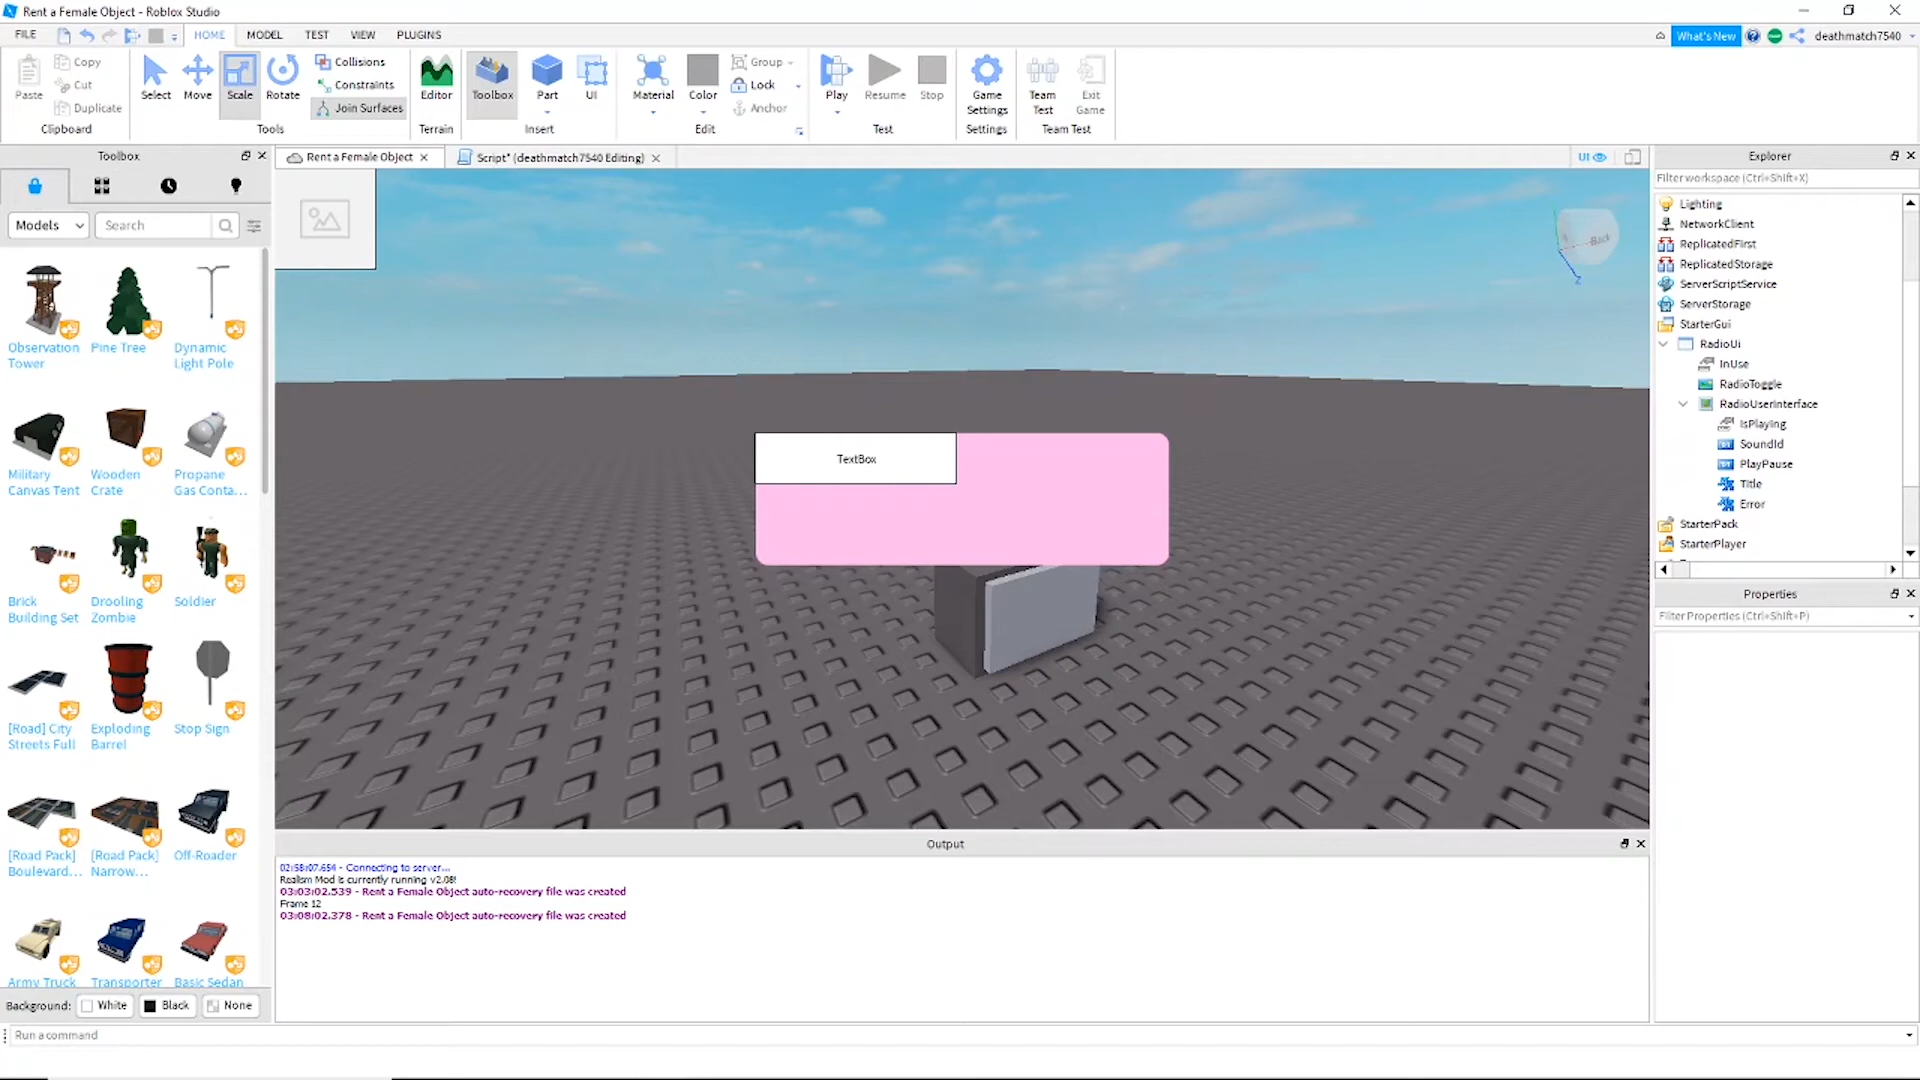 Rent a Female Object - Roblox Studio
FILE HOME MODEL TEST VIEW PLUGINS What's New deathmatch7540
Paste Copy Cut Duplicate Clipboard
Select Move Scale Rotate Collisions Constraints Join Surfaces Tools
Editor Terrain
Toolbox Part UI Insert
Material Color Group Lock Anchor Edit
Play Resume Stop Test
Game Settings Settings
Team Test Exit Game Team Test
Toolbox
Models Search
Observation Tower
Pine Tree
Dynamic Light Pole
Military Canvas Tent
Wooden Crate
Propane Gas Conta...
Brick Building Set
Drooling Zombie
Soldier
[Road] City Streets Full
Exploding Barrel
Stop Sign
[Road Pack] Boulevard...
[Road Pack] Narrow...
Off-Roader
Army Truck
Transporter
Basic Sedan
Background: White Black None
Rent a Female Object
Script* (deathmatch7540 Editing)
UI
Back
Z
TextBox
Output
02:58:07.654 - Connecting to server...
Realism Mod is currently running v2.08!
03:03:02.539 - Rent a Female Object auto-recovery file was created
Frame 12
03:08:02.378 - Rent a Female Object auto-recovery file was created
Explorer
Filter workspace (Ctrl+Shift+X)
Lighting
NetworkClient
ReplicatedFirst
ReplicatedStorage
ServerScriptService
ServerStorage
StarterGui
RadioUi
InUse
RadioToggle
RadioUserInterface
IsPlaying
SoundId
PlayPause
Title
Error
StarterPack
StarterPlayer
Properties
Filter Properties (Ctrl+Shift+P)
Run a command